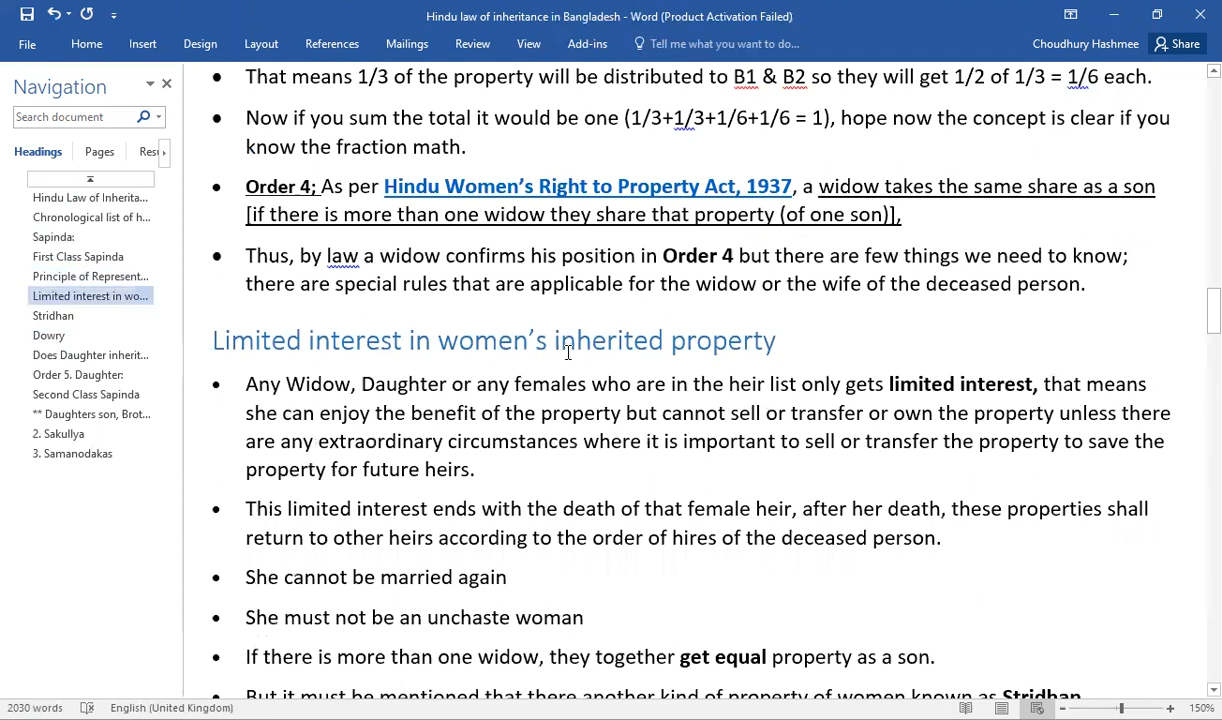 Hindu law of inheritance in Bangladesh - Word (Product Activation Failed)
File Home Insert Design Layout References Mailings Review View Add-ins Tell me what you want to do... Choudhury Hashmee Share
Navigation
Search document
Headings Pages Resu
Hindu Law of Inherita...
Chronological list of h...
Sapinda:
First Class Sapinda
Principle of Represent...
Limited interest in wo...
Stridhan
Dowry
Does Daughter inherit...
Order 5. Daughter:
Second Class Sapinda
** Daughters son, Brot...
2. Sakullya
3. Samanodakas
• That means 1/3 of the property will be distributed to B1 & B2 so they will get 1/2 of 1/3 = 1/6 each.
• Now if you sum the total it would be one (1/3+1/3+1/6+1/6 = 1), hope now the concept is clear if you
know the fraction math.
• Order 4; As per Hindu Women's Right to Property Act, 1937, a widow takes the same share as a son
[if there is more than one widow they share that property (of one son)],
• Thus, by law a widow confirms his position in Order 4 but there are few things we need to know;
there are special rules that are applicable for the widow or the wife of the deceased person.
Limited interest in women's inherited property
• Any Widow, Daughter or any females who are in the heir list only gets limited interest, that means
she can enjoy the benefit of the property but cannot sell or transfer or own the property unless there
are any extraordinary circumstances where it is important to sell or transfer the property to save the
property for future heirs.
• This limited interest ends with the death of that female heir, after her death, these properties shall
return to other heirs according to the order of hires of the deceased person.
• She cannot be married again
• She must not be an unchaste woman
• If there is more than one widow, they together get equal property as a son.
• But it must be mentioned that there another kind of property of women known as Stridhan
2030 words English (United Kingdom) 150%